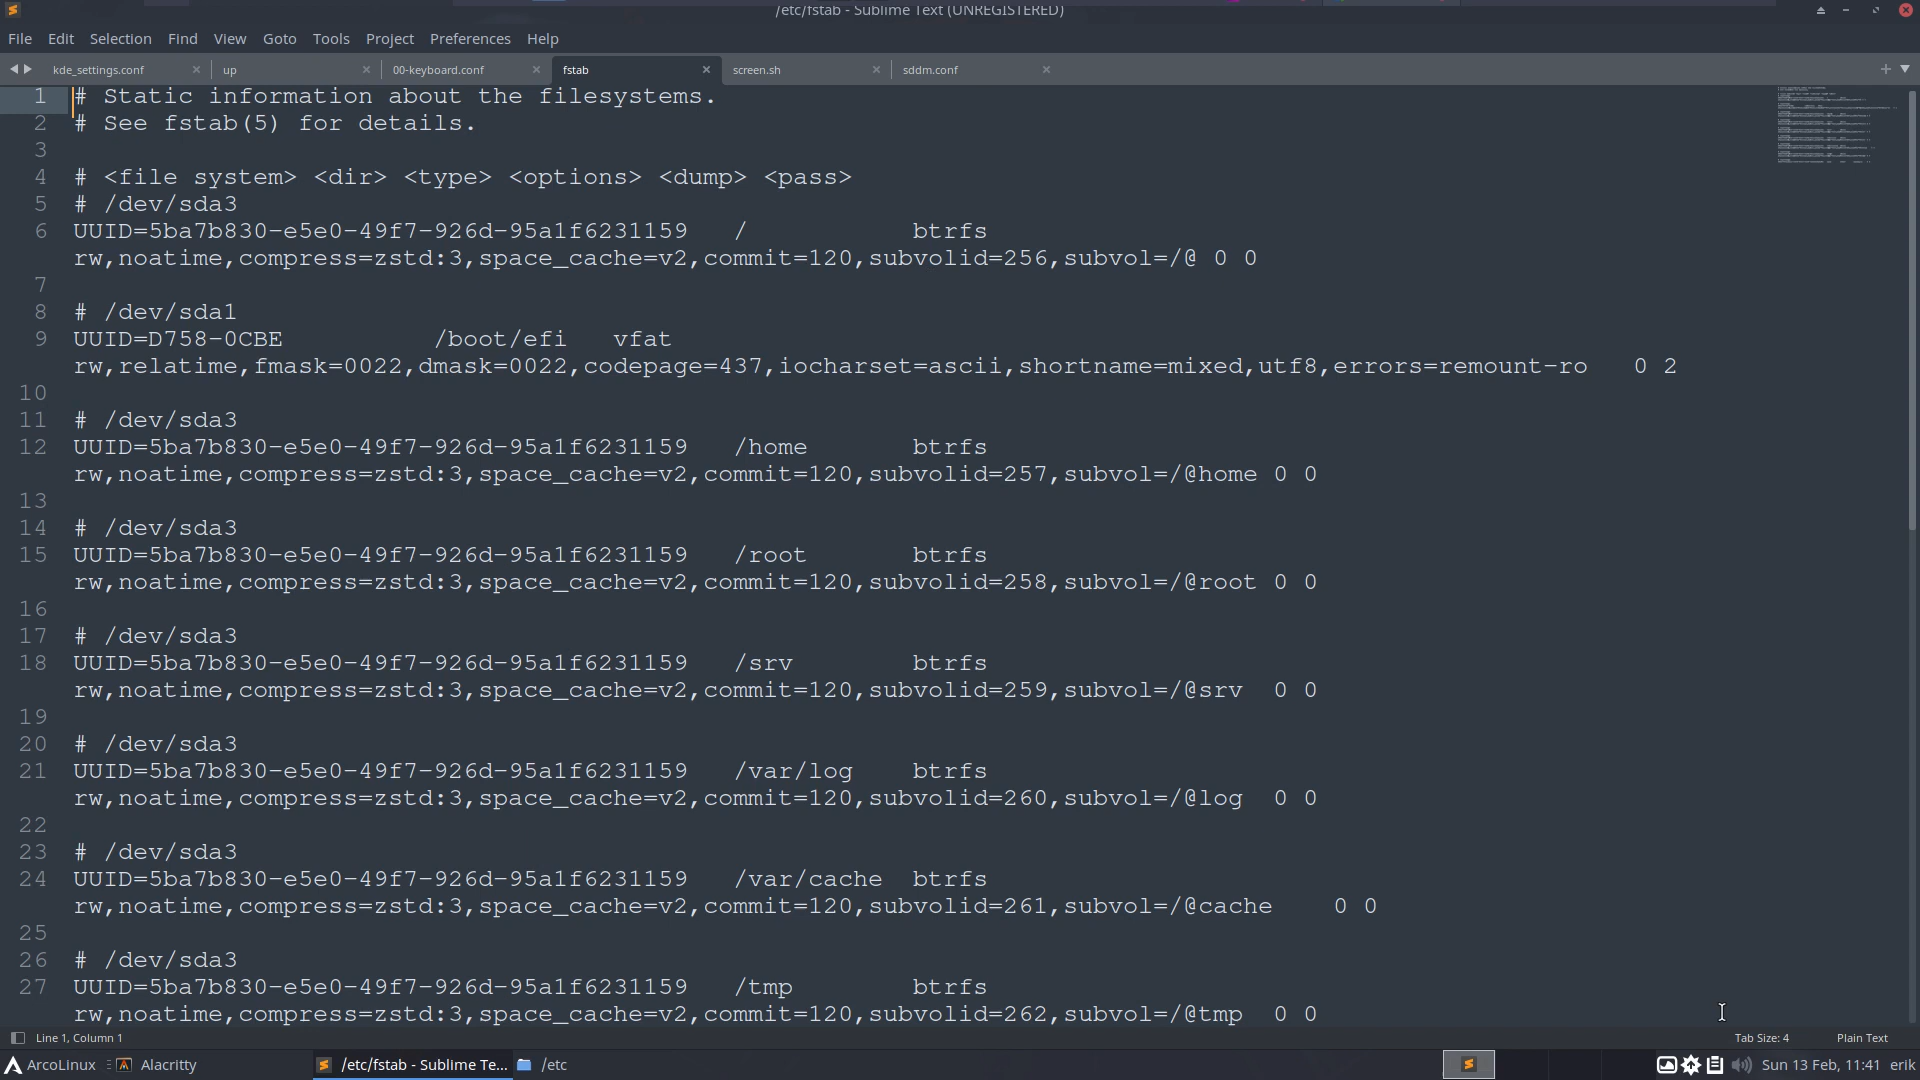 /etc/fstab - Sublime Text (UNREGISTERED)
File Edit Selection Find View Goto Tools Project Preferences Help
kde_settings.conf up 00-keyboard.conf fstab screen.sh sddm.conf
1 # Static information about the filesystems.
2 # See fstab(5) for details.
3
4 # <file system> <dir> <type> <options> <dump> <pass>
5 # /dev/sda3
6 UUID=5ba7b830-e5e0-49f7-926d-95a1f6231159 / btrfs
rw,noatime,compress=zstd:3,space_cache=v2,commit=120,subvolid=256,subvol=/@ 0 0
7
8 # /dev/sda1
9 UUID=D758-0CBE /boot/efi vfat
rw,relatime,fmask=0022,dmask=0022,codepage=437,iocharset=ascii,shortname=mixed,utf8,errors=remount-ro 0 2
10
11 # /dev/sda3
12 UUID=5ba7b830-e5e0-49f7-926d-95a1f6231159 /home btrfs
rw,noatime,compress=zstd:3,space_cache=v2,commit=120,subvolid=257,subvol=/@home 0 0
13
14 # /dev/sda3
15 UUID=5ba7b830-e5e0-49f7-926d-95a1f6231159 /root btrfs
rw,noatime,compress=zstd:3,space_cache=v2,commit=120,subvolid=258,subvol=/@root 0 0
16
17 # /dev/sda3
18 UUID=5ba7b830-e5e0-49f7-926d-95a1f6231159 /srv btrfs
rw,noatime,compress=zstd:3,space_cache=v2,commit=120,subvolid=259,subvol=/@srv 0 0
19
20 # /dev/sda3
21 UUID=5ba7b830-e5e0-49f7-926d-95a1f6231159 /var/log btrfs
rw,noatime,compress=zstd:3,space_cache=v2,commit=120,subvolid=260,subvol=/@log 0 0
22
23 # /dev/sda3
24 UUID=5ba7b830-e5e0-49f7-926d-95a1f6231159 /var/cache btrfs
rw,noatime,compress=zstd:3,space_cache=v2,commit=120,subvolid=261,subvol=/@cache 0 0
25
26 # /dev/sda3
27 UUID=5ba7b830-e5e0-49f7-926d-95a1f6231159 /tmp btrfs
rw,noatime,compress=zstd:3,space_cache=v2,commit=120,subvolid=262,subvol=/@tmp 0 0
Line 1, Column 1 Tab Size: 4 Plain Text
ArcoLinux Alacritty /etc/fstab - Sublime Te... /etc Sun 13 Feb, 11:41 erik